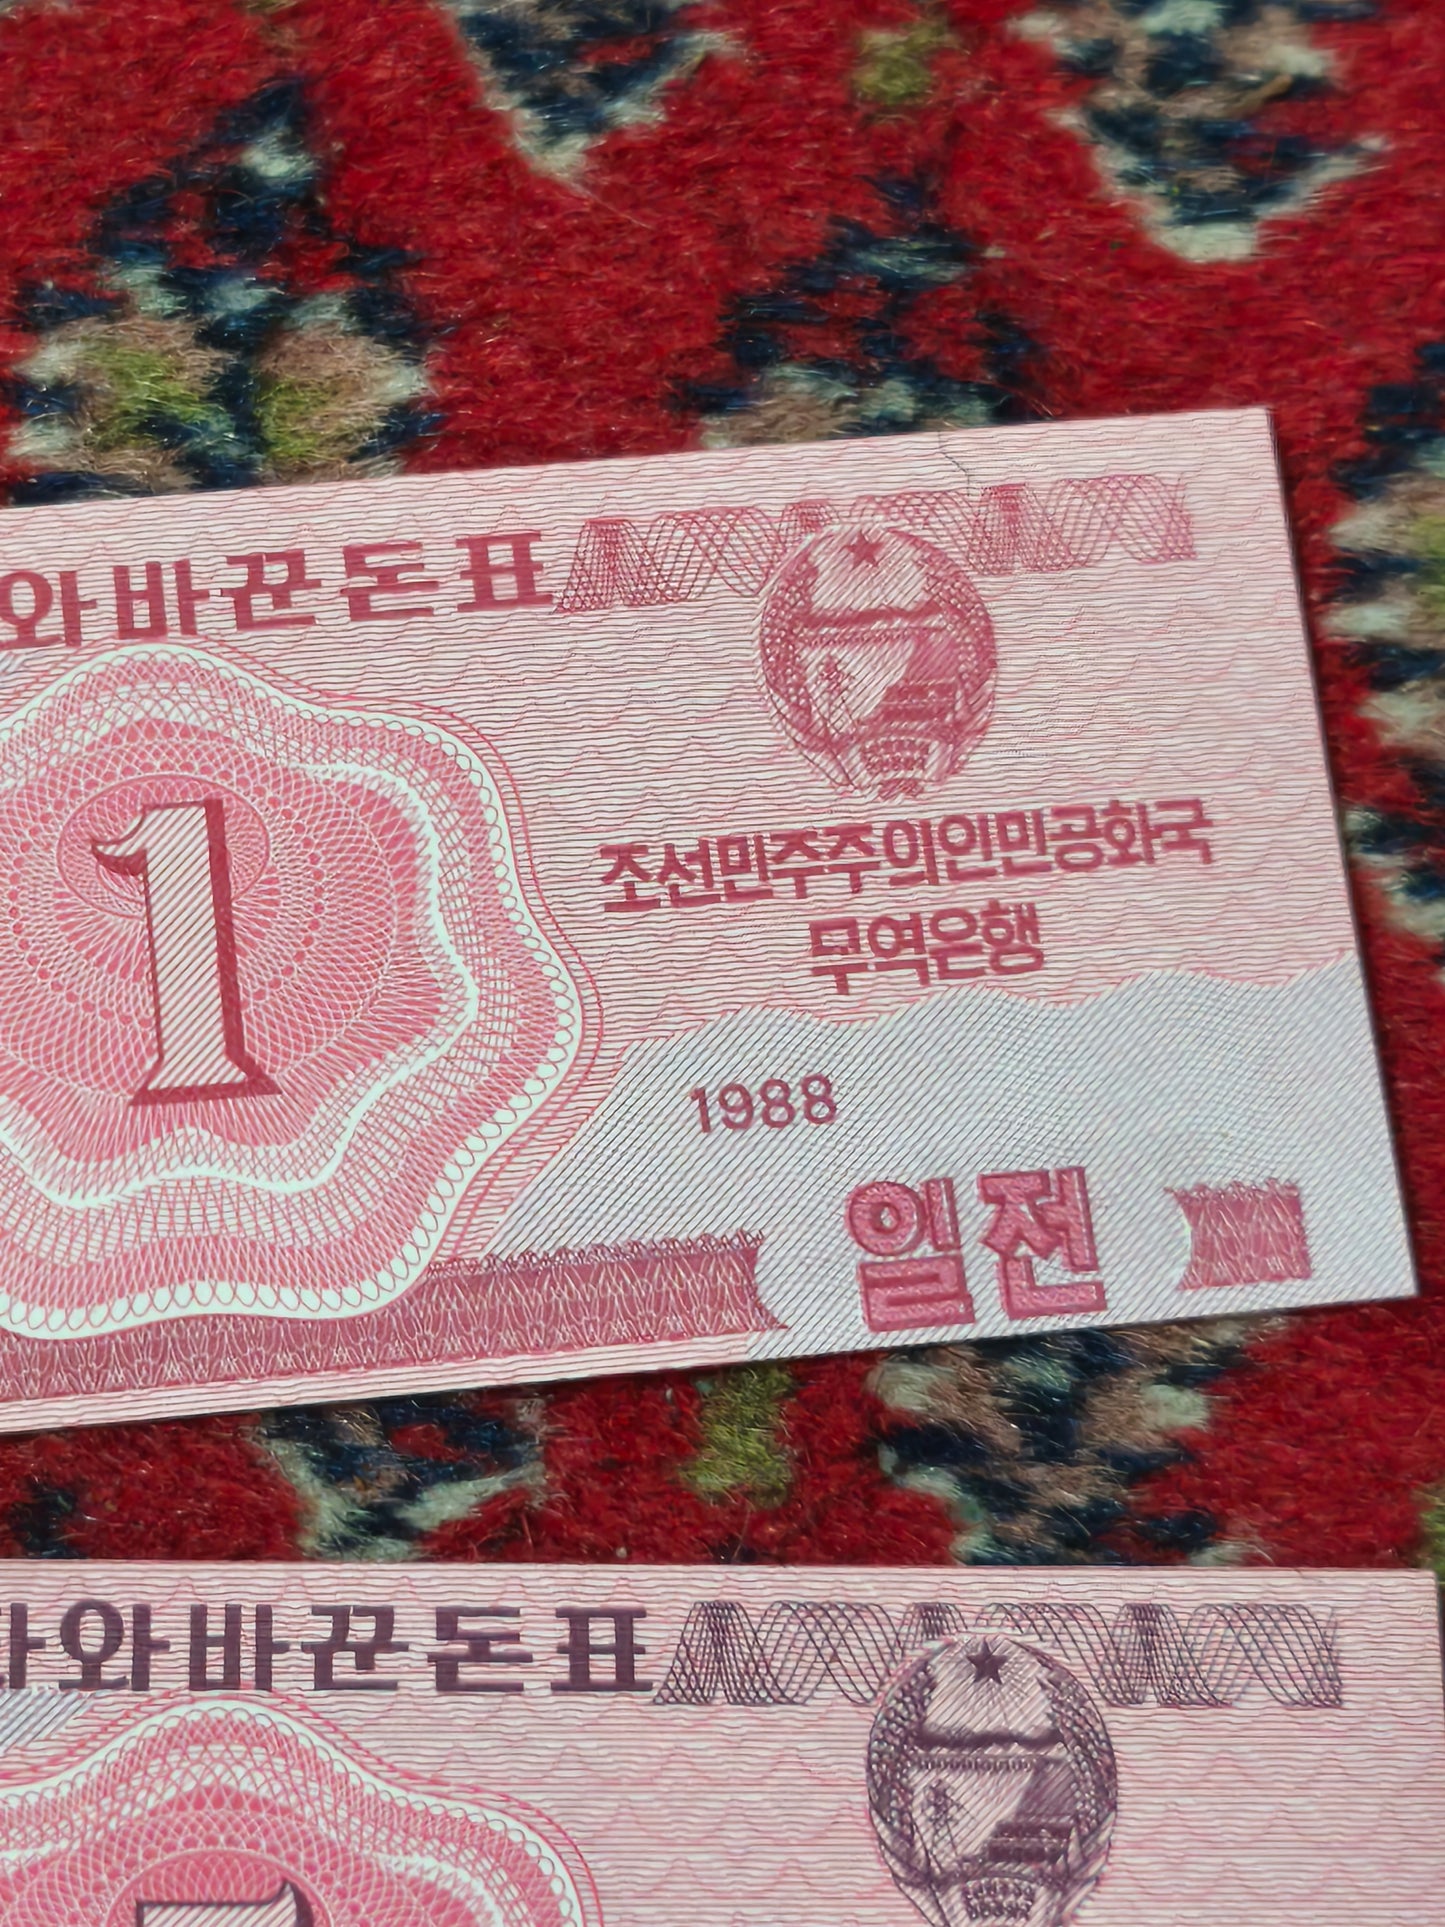 와바꾼돈표
1
조선민주주의인민공화국
무역은행
1988
일전
와바꾼돈표